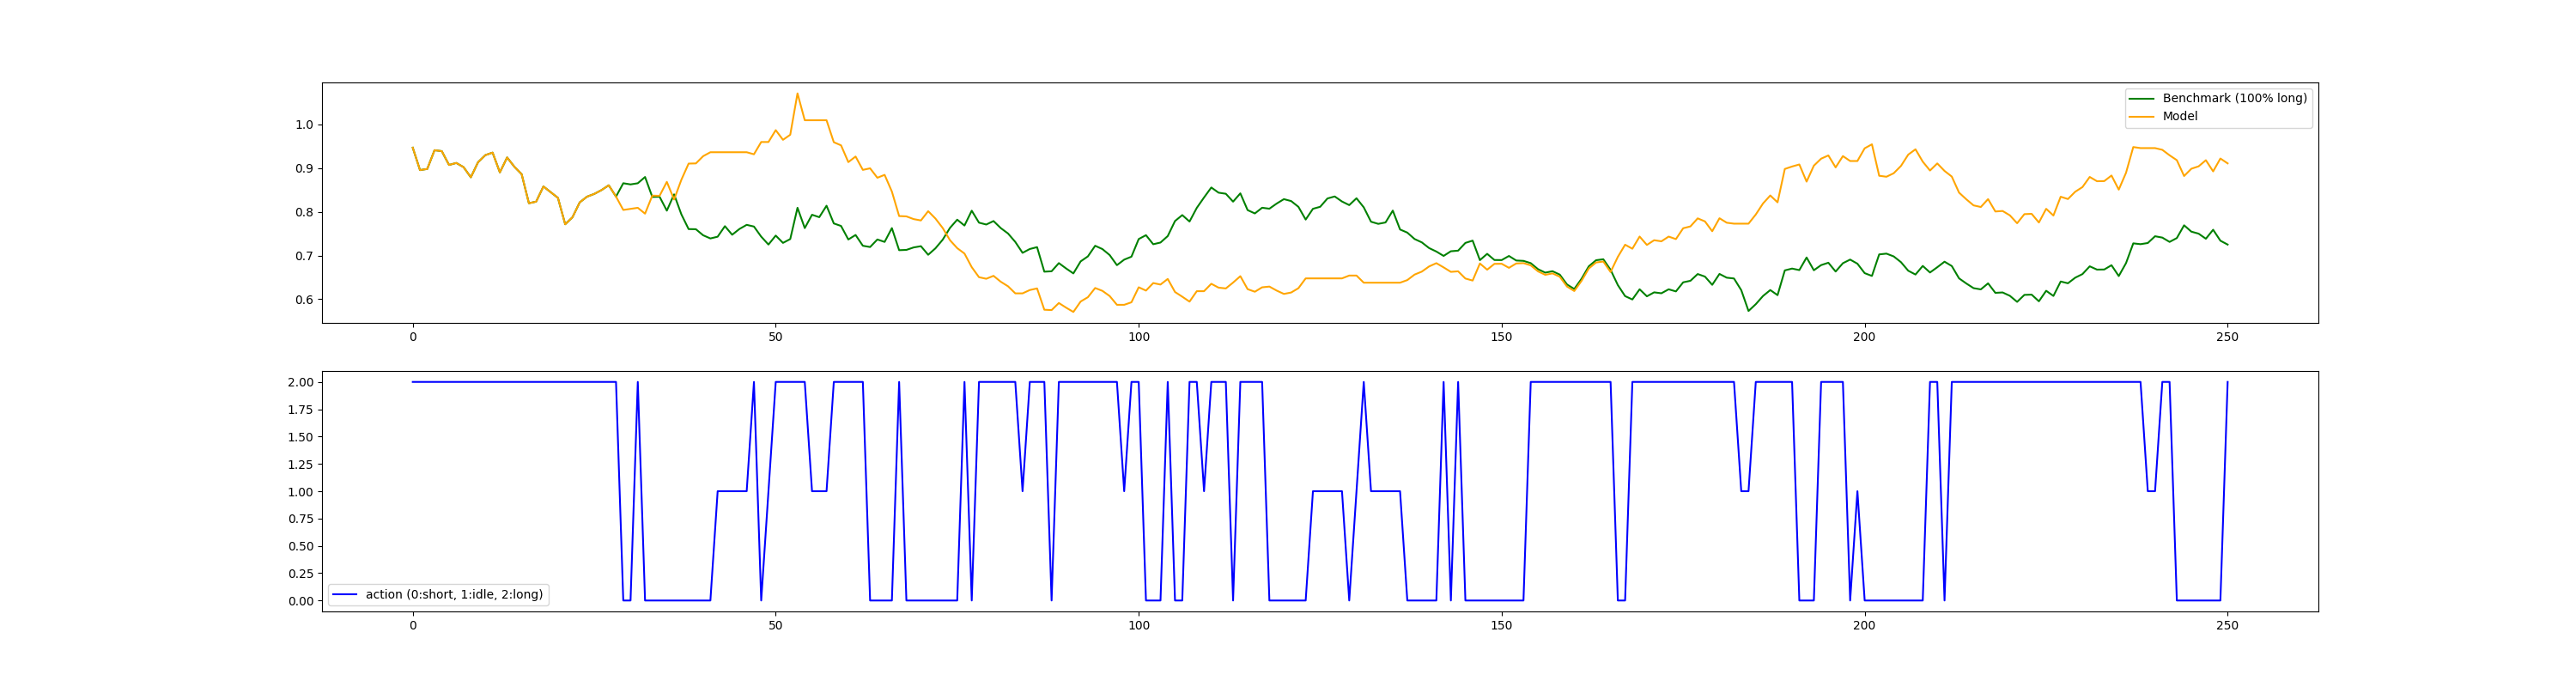 Benchmark (100% long)
Model
1.0
0.9
0.8
0.7
0.6
0 50 100 150 200 250
2.00
1.75
1.50
1.25
1.00
0.75
0.50
0.25
0.00
action (0:short, 1:idle, 2:long)
0 50 100 150 200 250